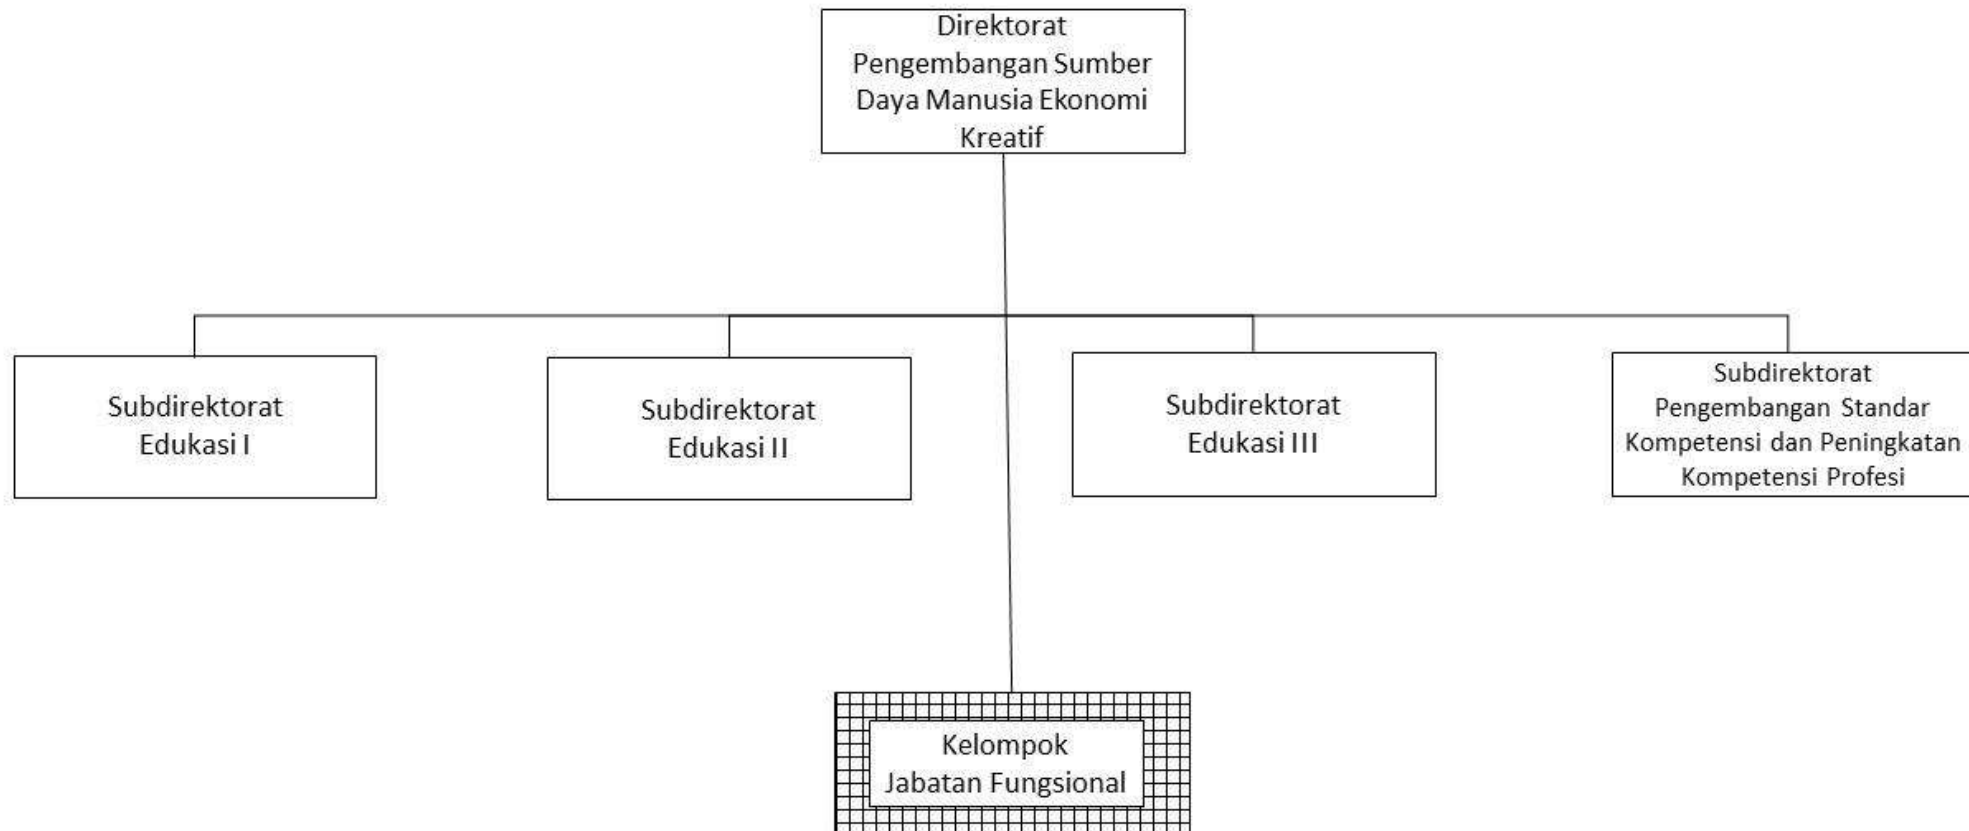 Direktorat
Pengembangan Sumber
Daya Manusia Ekonomi
Kreatif
Subdirektorat
Edukasi I
Subdirektorat
Edukasi II
Subdirektorat
Edukasi III
Subdirektorat
Pengembangan Standar
Kompetensi dan Peningkatan
Kompetensi Profesi
Kelompok
Jabatan Fungsional